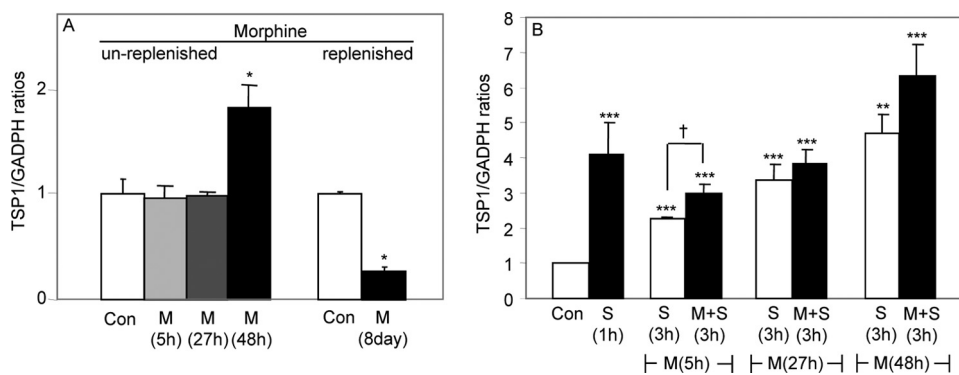 A
Morphine
un-replenished replenished
TSP1/GADPH ratios
2
1
0
*
*
Con M M M Con M
(5h) (27h) (48h) (8day)
B
TSP1/GADPH ratios
8
7
6
5
4
3
2
1
0
***
***
†
***
***
***
**
***
Con S S M+S S M+S S M+S
(1h) (3h) (3h) (3h) (3h) (3h) (3h)
M(5h) M(27h) M(48h)